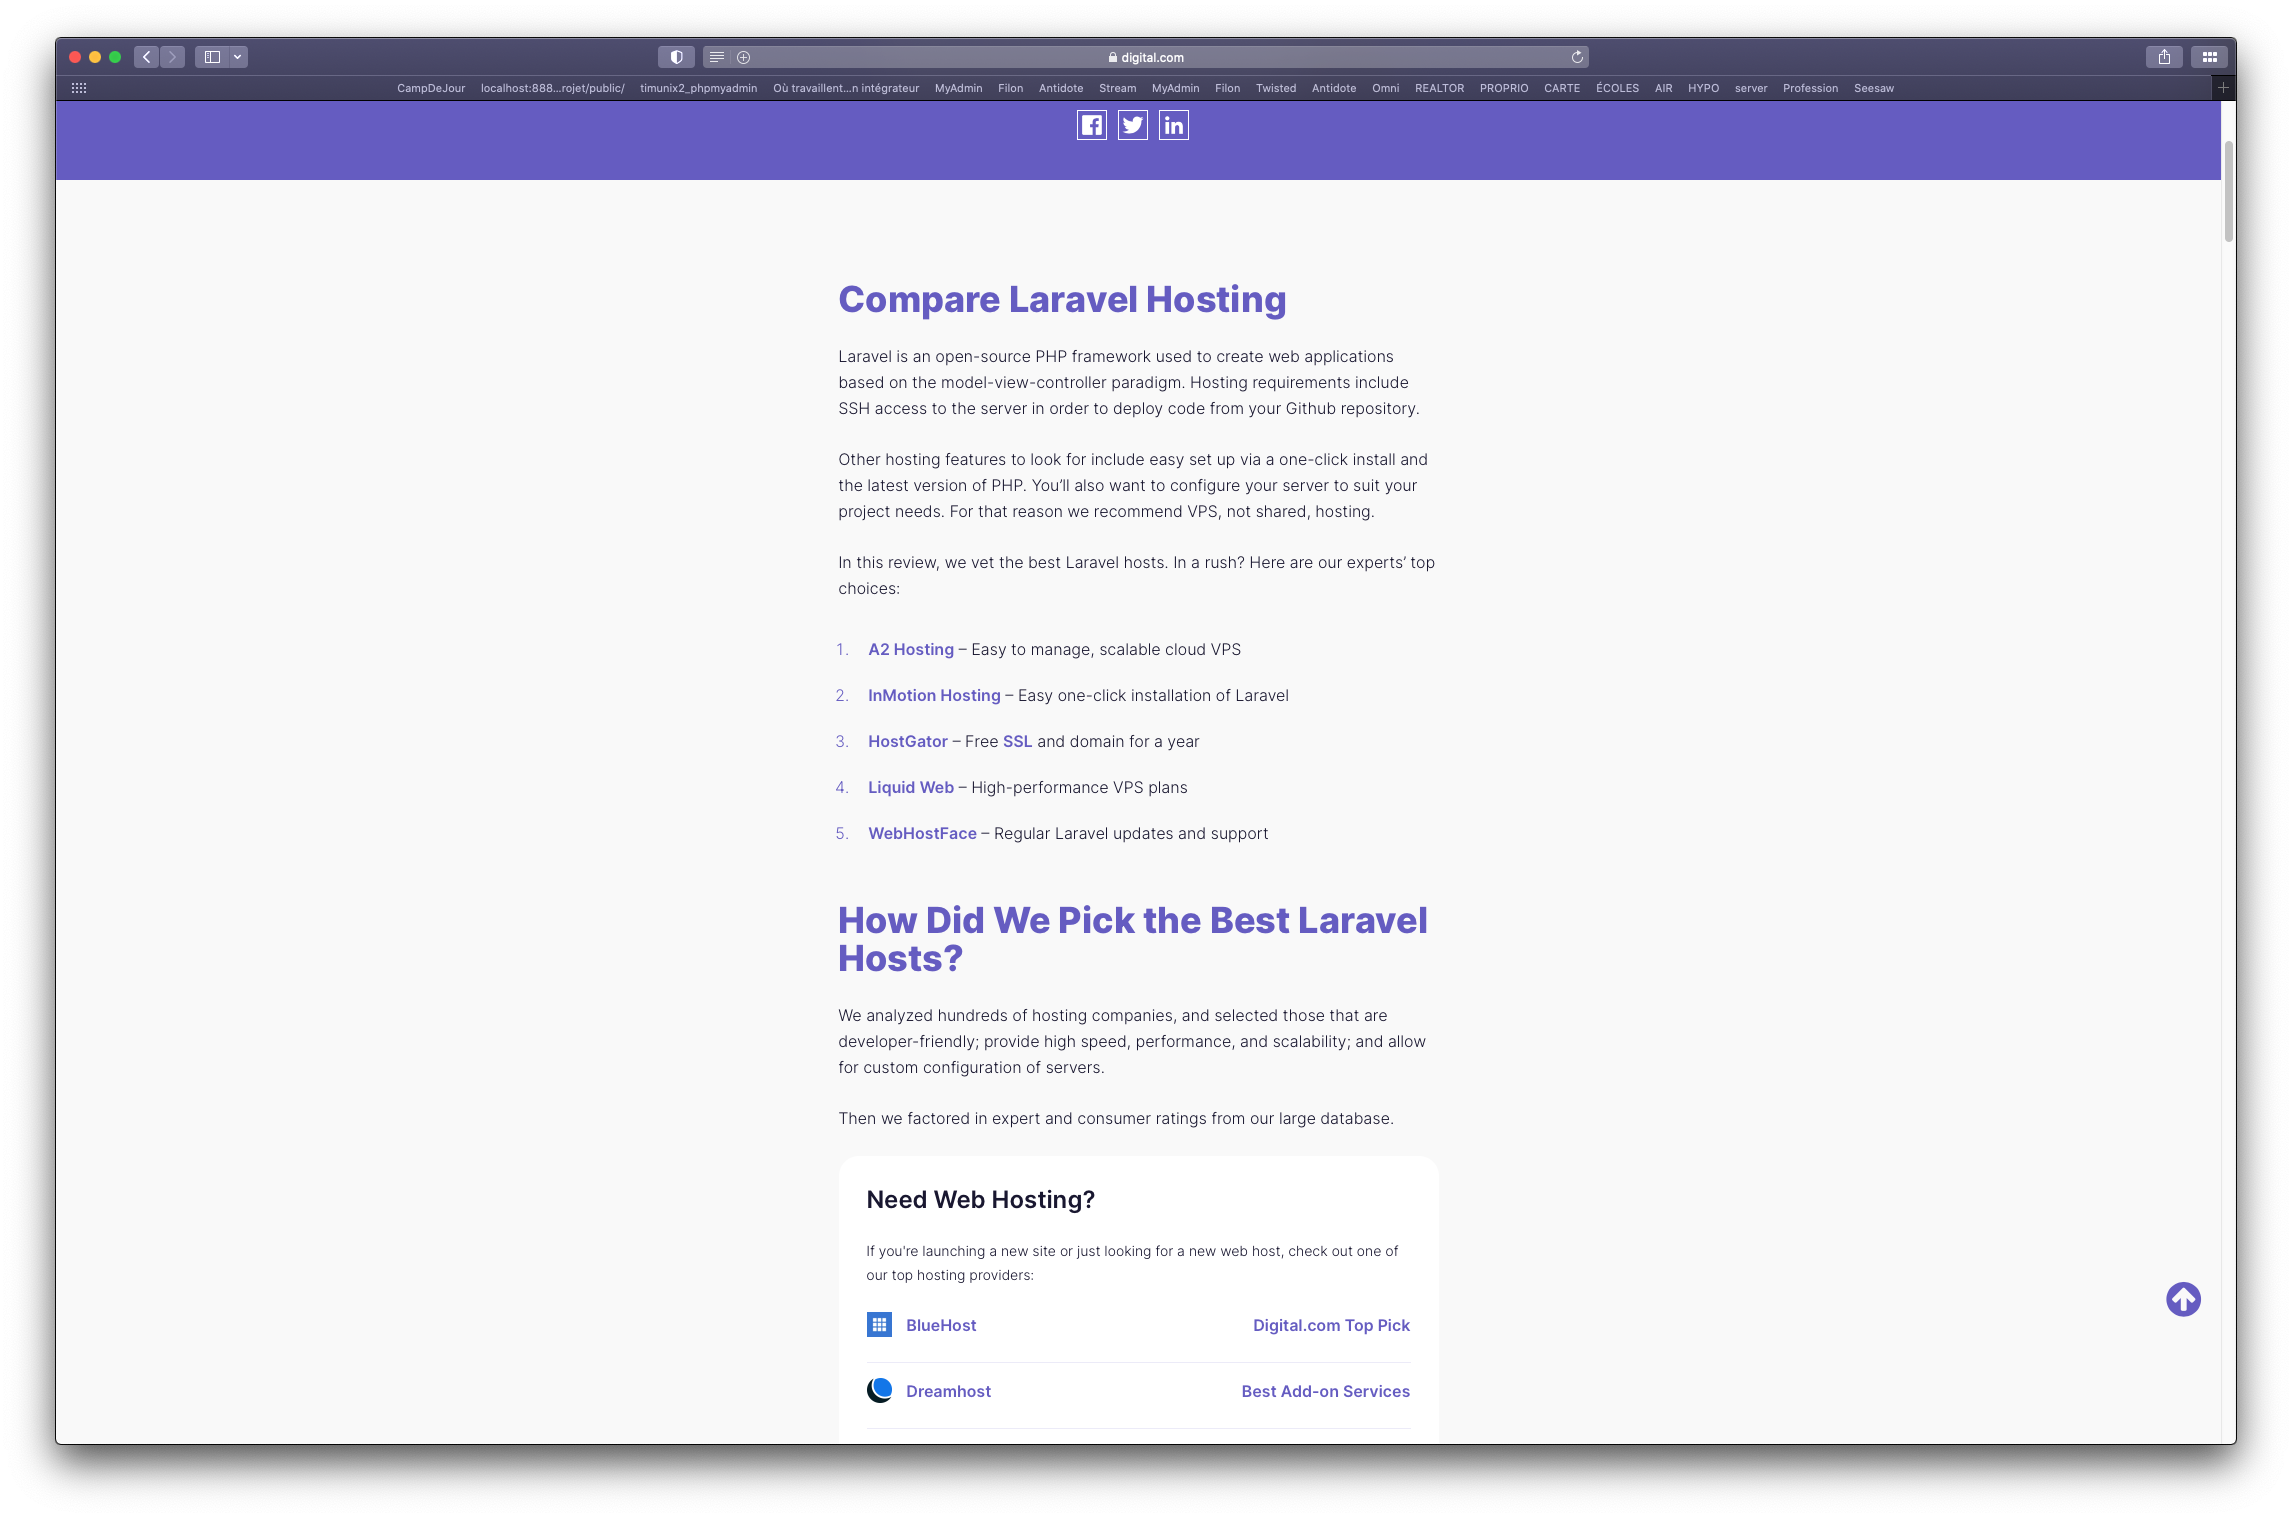 digital.com
CampDeJour localhost:888...rojet/public/ timunix2_phpmyadmin Où travaillent...n intégrateur MyAdmin Filon Antidote Stream MyAdmin Filon Twisted Antidote Omni REALTOR PROPRIO CARTE ÉCOLES AIR HYPO server Profession Seesaw
Compare Laravel Hosting
Laravel is an open-source PHP framework used to create web applications
based on the model-view-controller paradigm. Hosting requirements include
SSH access to the server in order to deploy code from your Github repository.
Other hosting features to look for include easy set up via a one-click install and
the latest version of PHP. You’ll also want to configure your server to suit your
project needs. For that reason we recommend VPS, not shared, hosting.
In this review, we vet the best Laravel hosts. In a rush? Here are our experts’ top
choices:
1. A2 Hosting – Easy to manage, scalable cloud VPS
2. InMotion Hosting – Easy one-click installation of Laravel
3. HostGator – Free SSL and domain for a year
4. Liquid Web – High-performance VPS plans
5. WebHostFace – Regular Laravel updates and support
How Did We Pick the Best Laravel
Hosts?
We analyzed hundreds of hosting companies, and selected those that are
developer-friendly; provide high speed, performance, and scalability; and allow
for custom configuration of servers.
Then we factored in expert and consumer ratings from our large database.
Need Web Hosting?
If you're launching a new site or just looking for a new web host, check out one of
our top hosting providers:
BlueHost Digital.com Top Pick
Dreamhost Best Add-on Services